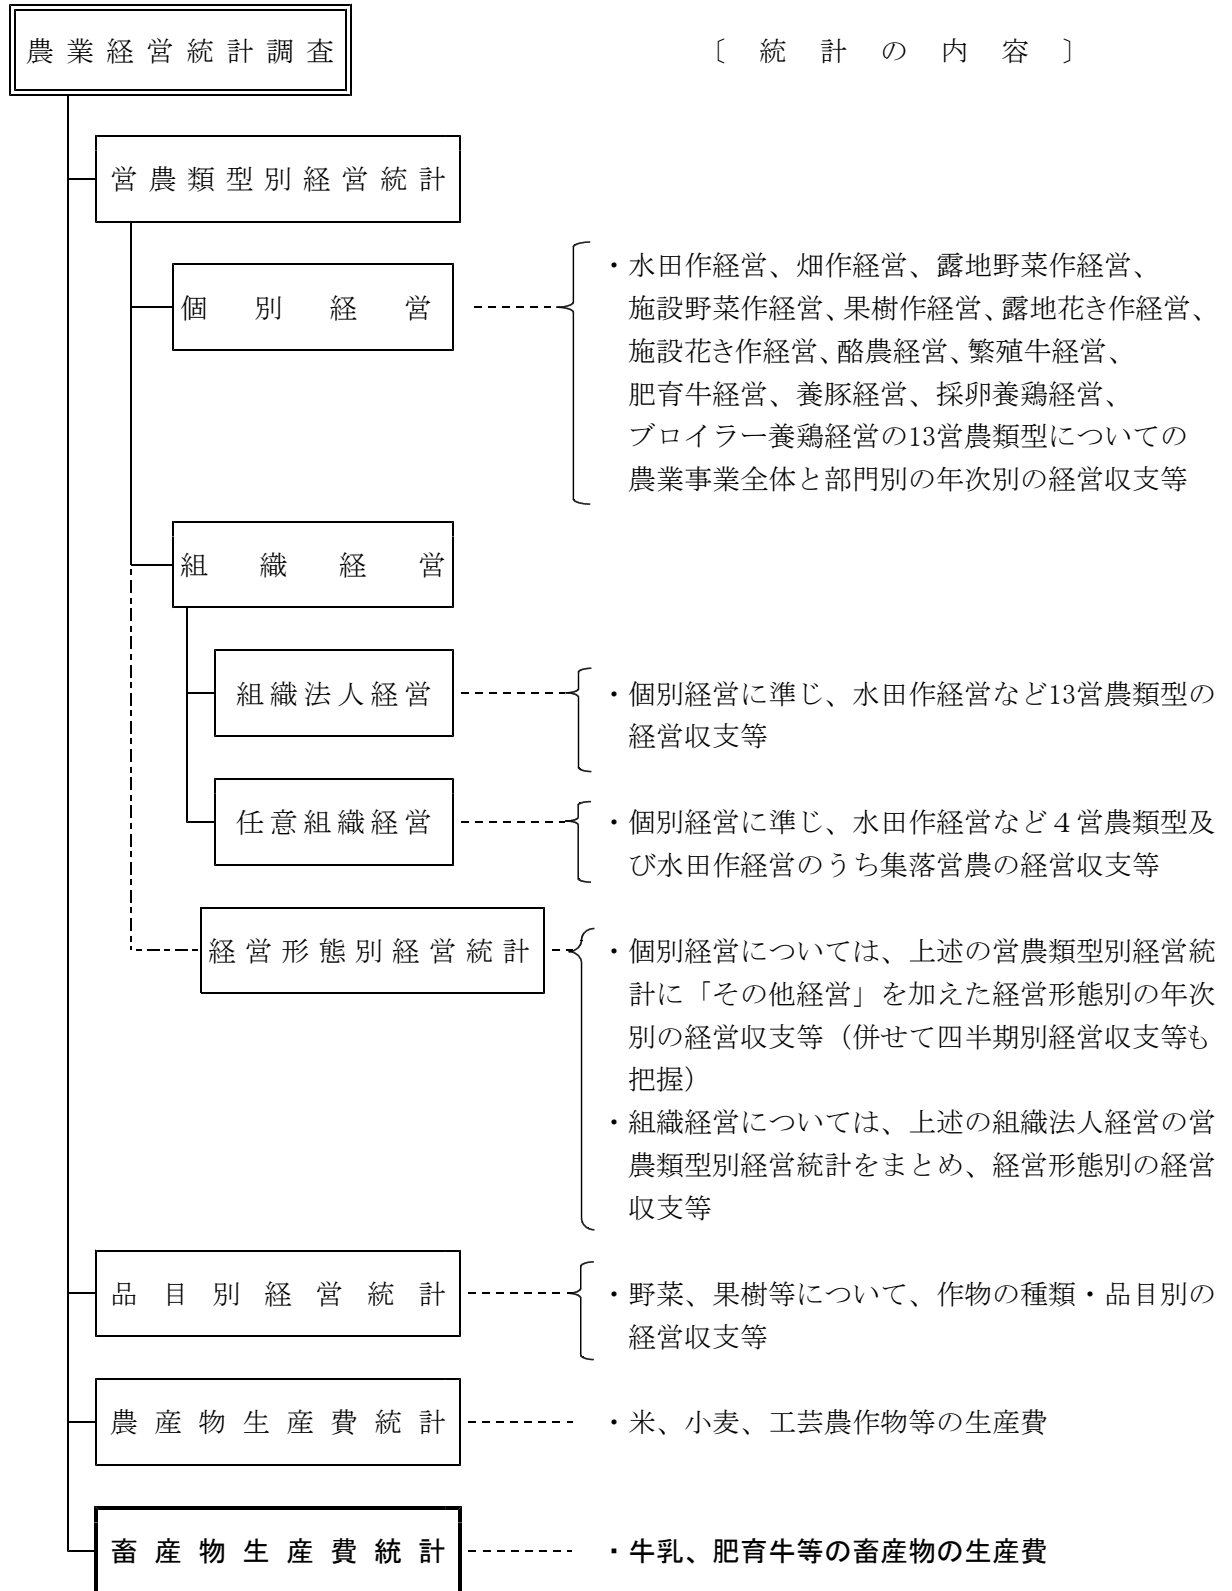 農業経営統計調査
〔統計の内容〕
営農類型別経営統計
個別経営
・水田作経営、畑作経営、露地野菜作経営、
施設野菜作経営、果樹作経営、露地花き作経営、
施設花き作経営、酪農経営、繁殖牛経営、
肥育牛経営、養豚経営、採卵養鶏経営、
ブロイラー養鶏経営の13営農類型についての
農業事業全体と部門別の年次別の経営収支等
組織経営
組織法人経営
・個別経営に準じ、水田作経営など13営農類型の
経営収支等
任意組織経営
・個別経営に準じ、水田作経営など４営農類型及
び水田作経営のうち集落営農の経営収支等
経営形態別経営統計
・個別経営については、上述の営農類型別経営統
計に「その他経営」を加えた経営形態別の年次
別の経営収支等（併せて四半期別経営収支等も
把握）
・組織経営については、上述の組織法人経営の営
農類型別経営統計をまとめ、経営形態別の経営
収支等
品目別経営統計
・野菜、果樹等について、作物の種類・品目別の
経営収支等
農産物生産費統計
・米、小麦、工芸農作物等の生産費
畜産物生産費統計
・牛乳、肥育牛等の畜産物の生産費